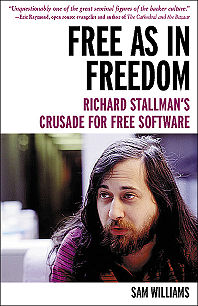 "Unquestionably one of the great seminal figures of the hacker culture."
—Eric Raymond, open source evangelist and author of The Cathedral and the Bazaar
FREE AS IN
FREEDOM
RICHARD STALLMAN'S
CRUSADE FOR FREE SOFTWARE
SAM WILLIAMS